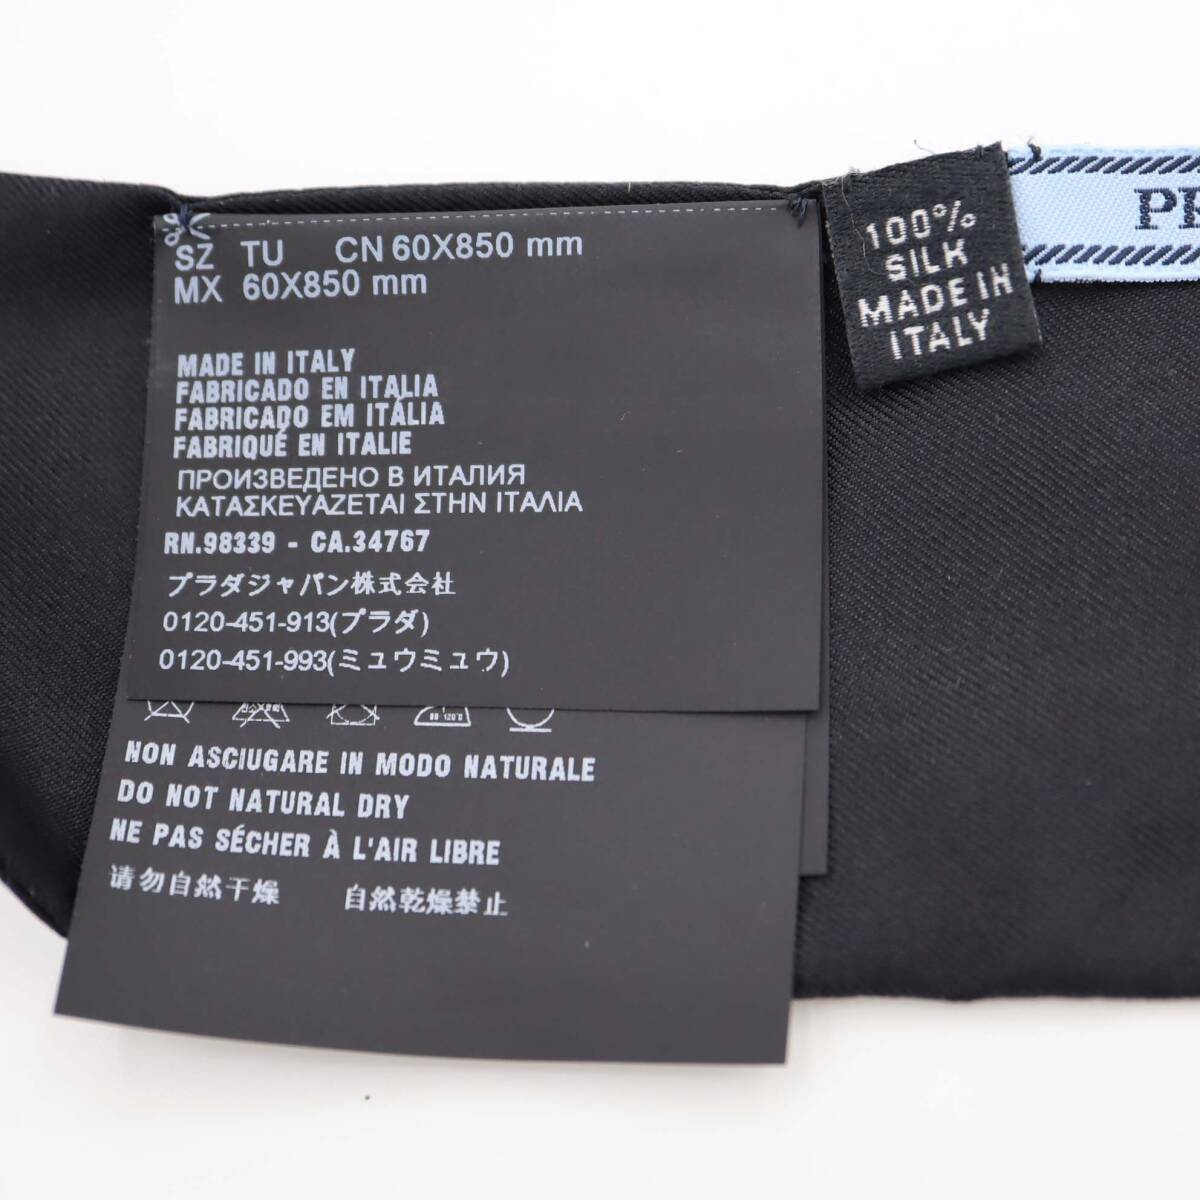 SZ TU CN 60X850 mm
MX 60X850 mm
MADE IN ITALY
FABRICADO EN ITALIA
FABRICADO EM ITÁLIA
FABRIQUÉ EN ITALIE
ПРОИЗВЕДЕНО В ИТАЛИЯ
ΚΑΤΑΣΚΕΥΑΖΕΤΑΙ ΣΤΗΝ ΙΤΑΛΙΑ
RN.98339 - CA.34767
プラダジャパン株式会社
0120-451-913(プラダ)
0120-451-993(ミュウミュウ)
NON ASCIUGARE IN MODO NATURALE
DO NOT NATURAL DRY
NE PAS SÉCHER À L'AIR LIBRE
请勿自然干燥 自然乾燥禁止
100%
SILK
MADE IN
ITALY